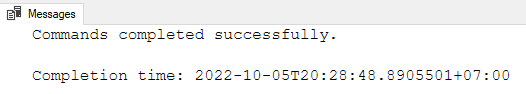 Messages
Commands completed successfully.
Completion time: 2022-10-05T20:28:48.8905501+07:00